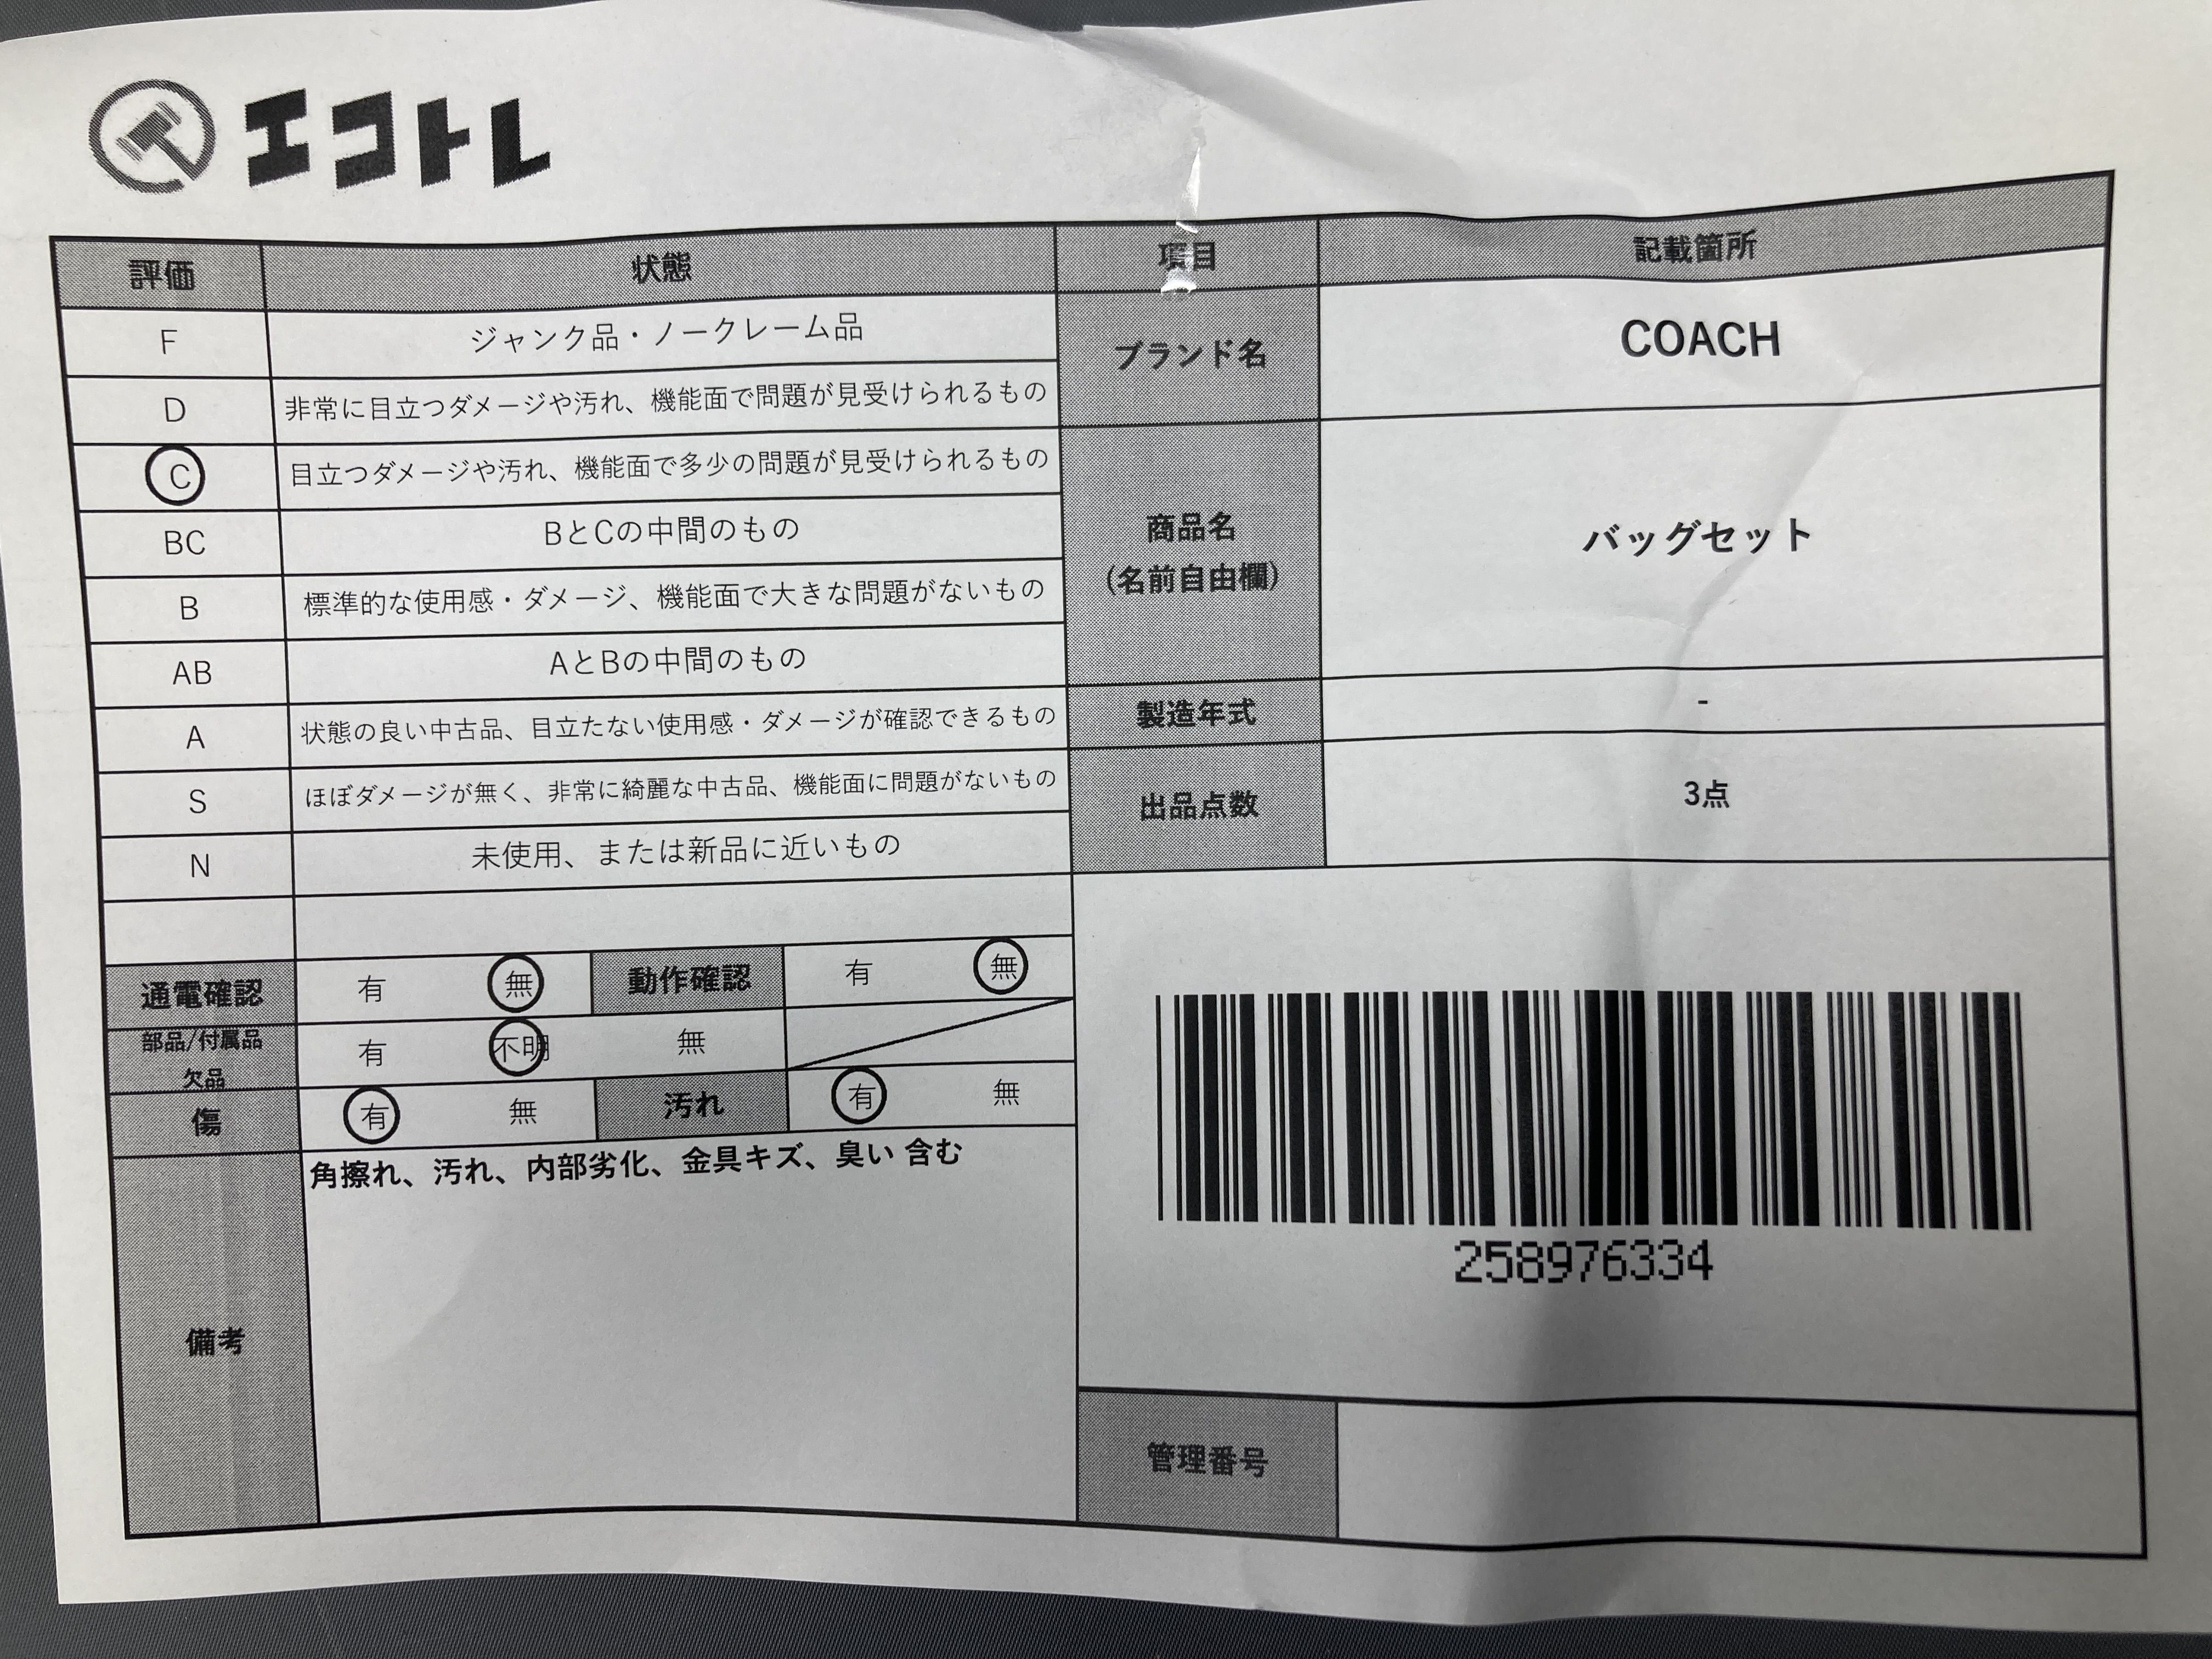 エコトレ
評価 状態 項目 記載箇所
F ジャンク品・ノークレーム品
D 非常に目立つダメージや汚れ、機能面で問題が見受けられるもの
C 目立つダメージや汚れ、機能面で多少の問題が見受けられるもの
BC BとCの中間のもの
B 標準的な使用感・ダメージ、機能面で大きな問題がないもの
AB AとBの中間のもの
A 状態の良い中古品、目立たない使用感・ダメージが確認できるもの
S ほぼダメージが無く、非常に綺麗な中古品、機能面に問題がないもの
N 未使用、または新品に近いもの
ブランド名 COACH
商品名
(名前自由欄)
バッグセット
製造年式 -
出品点数 3点
通電確認 有 無 動作確認 有 無
部品/付属品
欠品
有 不明 無
傷 有 無 汚れ 有 無
備考
角擦れ、汚れ、内部劣化、金具キズ、臭い 含む
258976334
管理番号